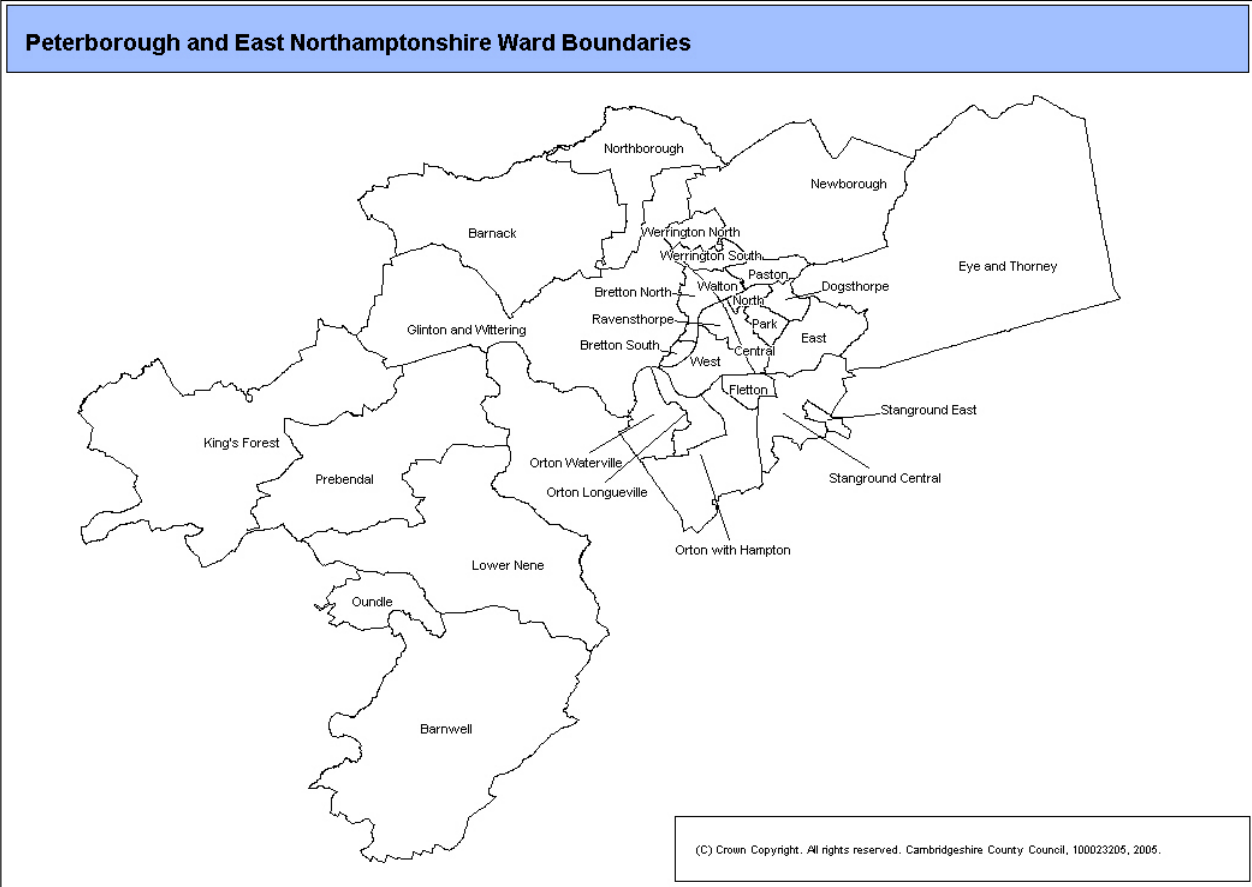 Peterborough and East Northamptonshire Ward Boundaries
Northborough
Newborough
Barnack
Werrington North
Werrington South
Eye and Thorney
Paston
Walton
Dogsthorpe
Bretton North
North
Ravensthorpe
Park
Glinton and Wittering
East
Bretton South
Central
West
Fletton
Stanground East
King's Forest
Orton Waterville
Prebendal
Stanground Central
Orton Longueville
Orton with Hampton
Lower Nene
Oundle
Barnwell
(C) Crown Copyright. All rights reserved. Cambridgeshire County Council, 100023205, 2005.